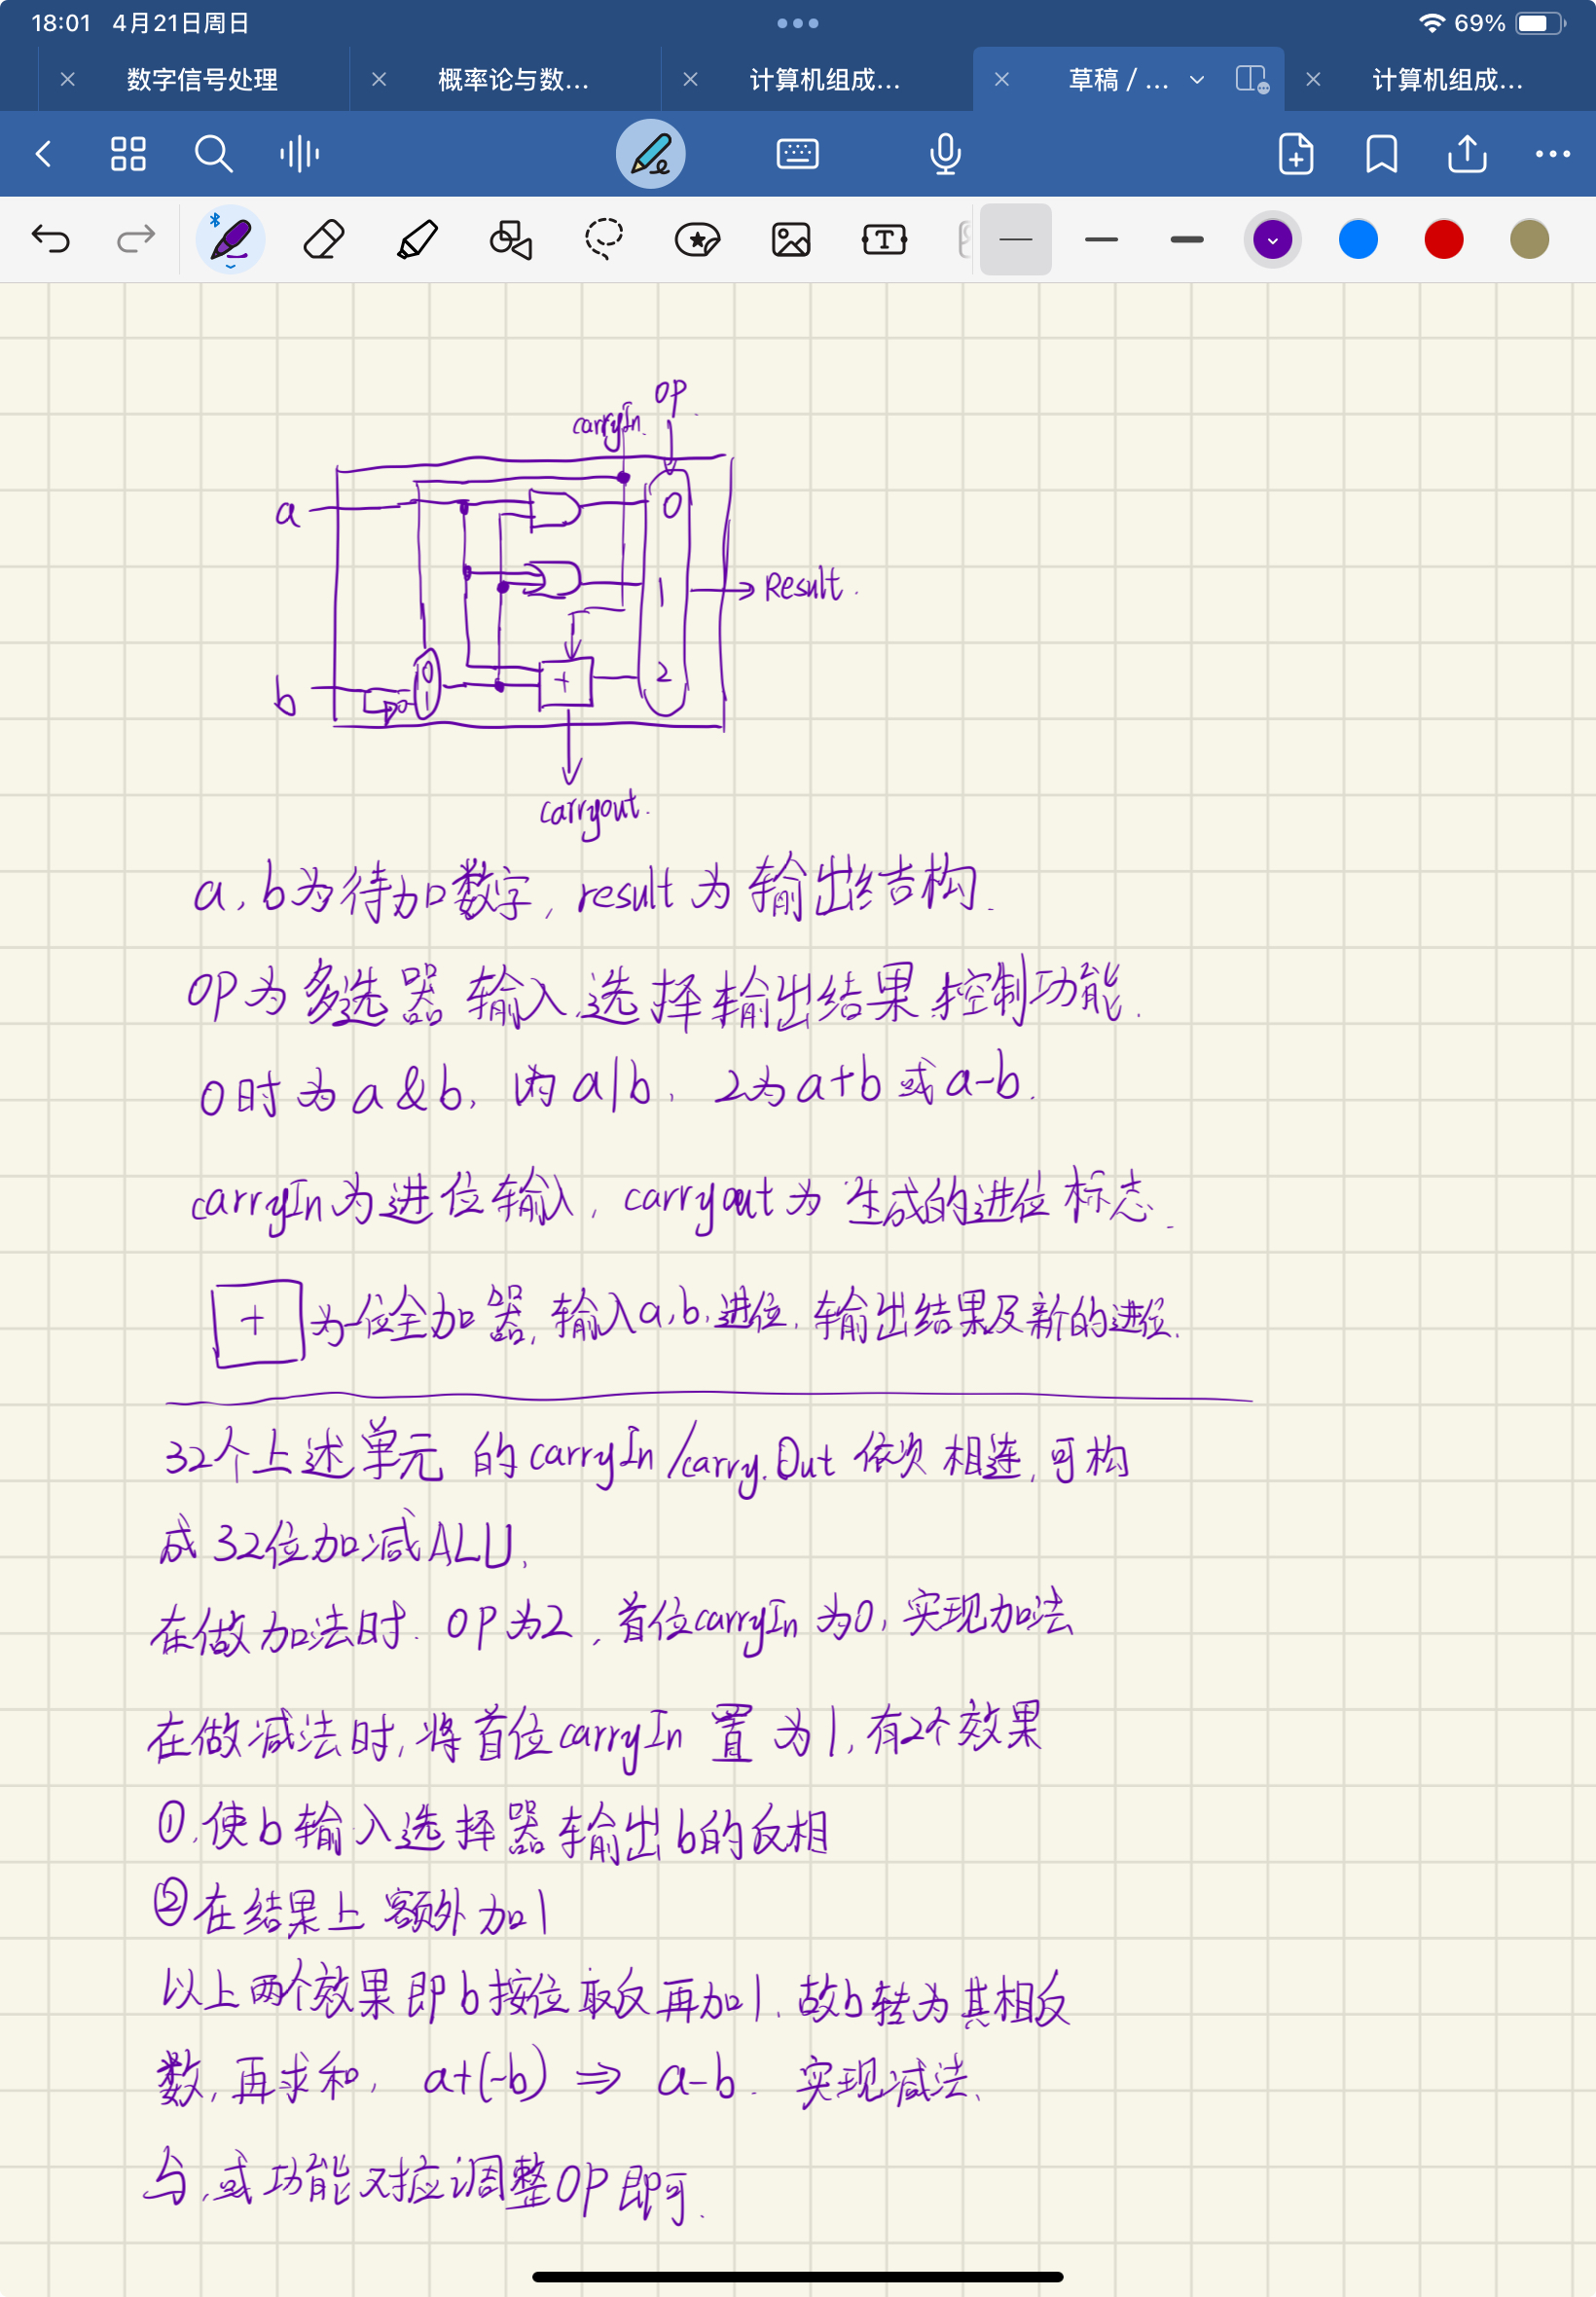 18:01 4月21日周日
69%
数字信号处理
概率论与数...
计算机组成...
草稿 / ...
计算机组成...
OP.
carryIn.
a
0
1
Result.
0
1
+
2
b
carryout.
a, b为待加数字, result为输出结构.
OP为多选器输入,选择输出结果,控制功能.
0时为a&b, 1为a|b, 2为a+b或a-b.
carryIn为进位输入, carryout为生成的进位标志.
+ 为一位全加器, 输入a,b,进位, 输出结果及新的进位.
32个上述单元的carryIn/carry.Out依次相连,可构
成32位加减ALU.
在做加法时. OP为2, 首位carryIn为0, 实现加法
在做减法时, 将首位carryIn置为1, 有2个效果
①.使b输入选择器输出b的反相
②在结果上额外加1
以上两个效果即b按位取反再加1, 故b转为其相反
数, 再求和, a+(-b) ⇒ a-b. 实现减法、
与,或功能对应调整OP即可.